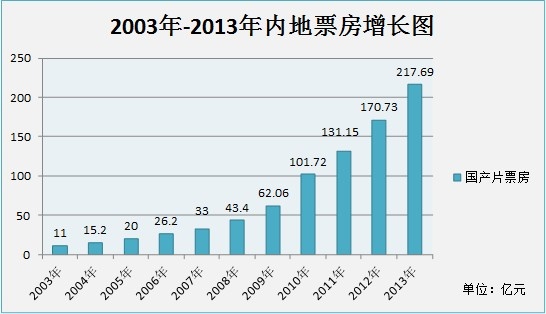 2003年-2013年内地票房增长图
250
200
150
100
50
0
11
15.2
20
26.2
33
43.4
62.06
101.72
131.15
170.73
217.69
2003年
2004年
2005年
2006年
2007年
2008年
2009年
2010年
2011年
2012年
2013年
国产片票房
单位：亿元